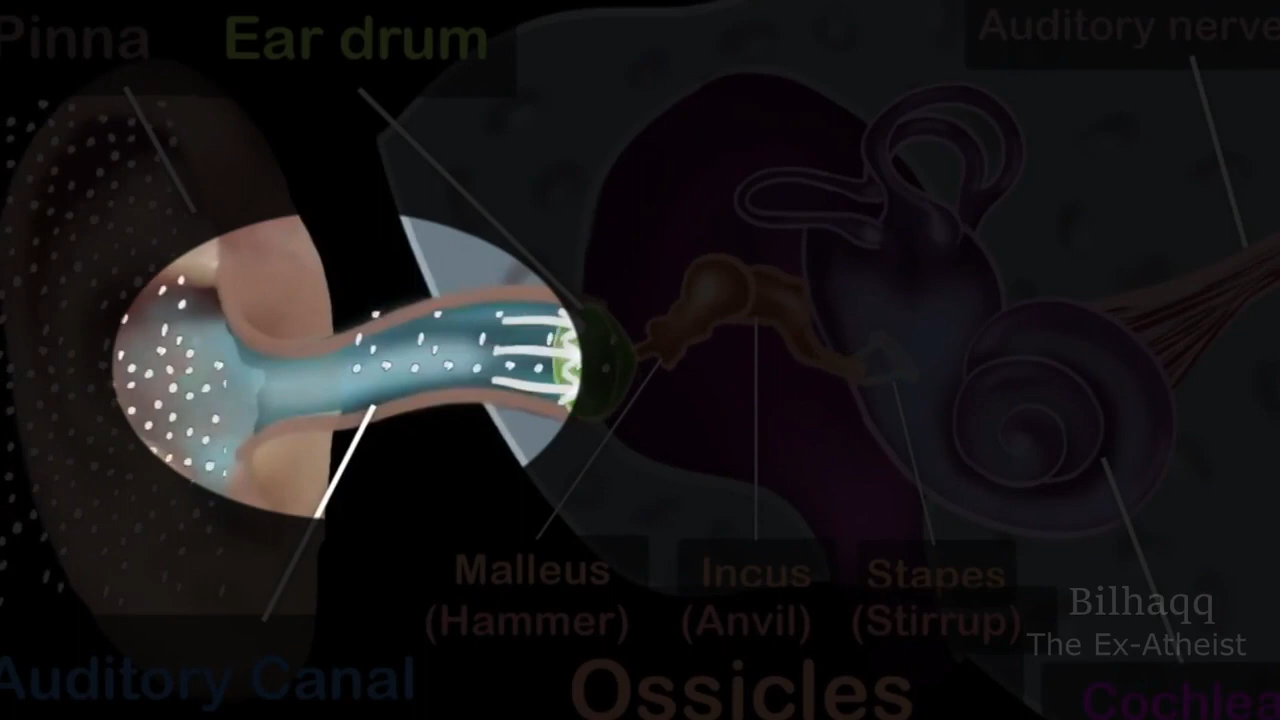 Pinna
Ear drum
Auditory nerve
Malleus
(Hammer)
Incus
(Anvil)
Stapes
(Stirrup)
Bilhaqq
The Ex-Atheist
Auditory Canal
Ossicles
Cochlea